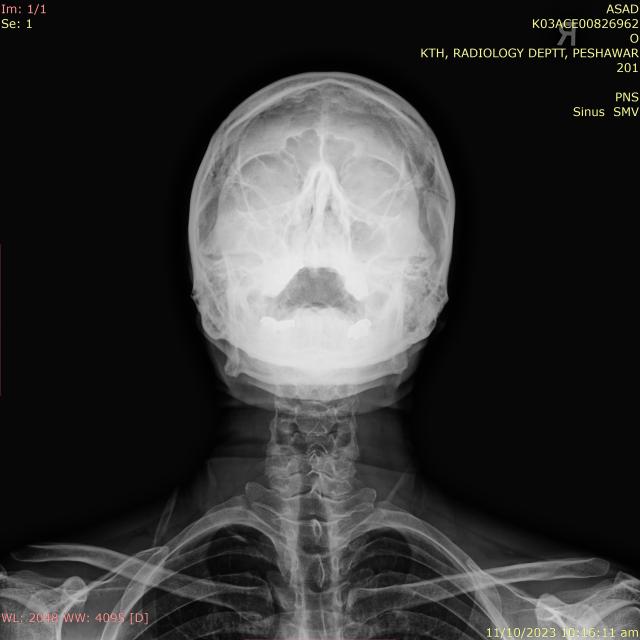 Im: 1/1
Se: 1
ASAD
K03ACE00826962
O
R
KTH, RADIOLOGY DEPTT, PESHAWAR
201
PNS
Sinus SMV
WL: 2048 WW: 4095 [D]
11/10/2023 10:16:11 am